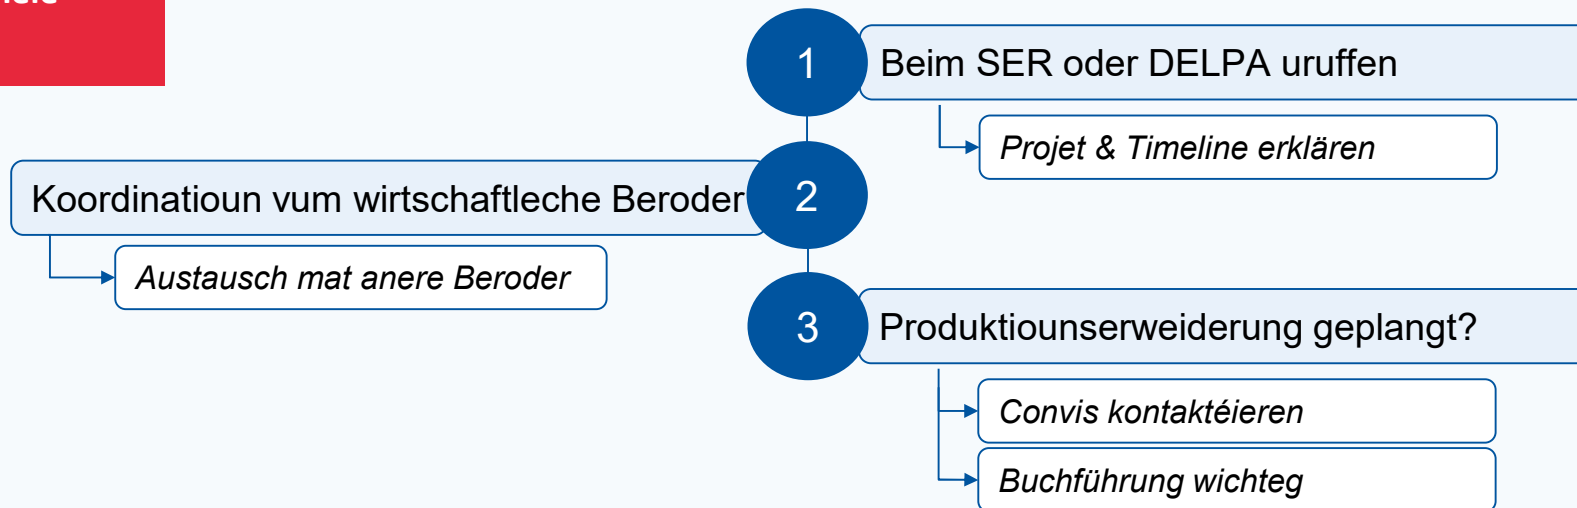 1
Beim SER oder DELPA uruffen
Projet & Timeline erklären
2
Koordinatioun vum wirtschaftleche Beroder
Austausch mat anere Beroder
3
Produktiounserweiderung geplangt?
Convis kontaktéieren
Buchführung wichteg